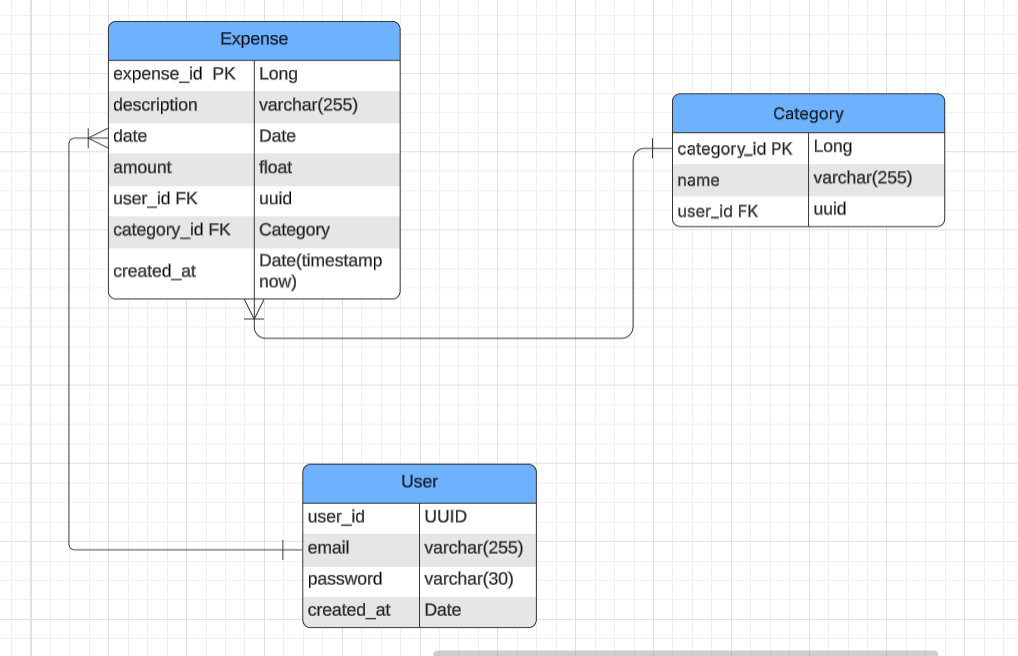 Expense
expense_id PK Long
description varchar(255)
date Date
amount float
user_id FK uuid
category_id FK Category
created_at Date(timestamp
now)
Category
category_id PK Long
name varchar(255)
user_id FK uuid
User
user_id UUID
email varchar(255)
password varchar(30)
created_at Date